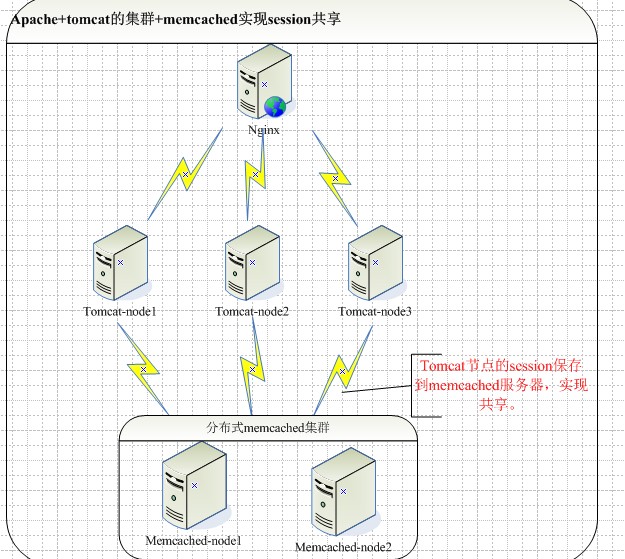 Apache+tomcat的集群+memcached实现session共享
Nginx
Tomcat-node1
Tomcat-node2
Tomcat-node3
Tomcat节点的session保存
到memcached服务器，实现
共享。
分布式memcached集群
Memcached-node1
Memcached-node2